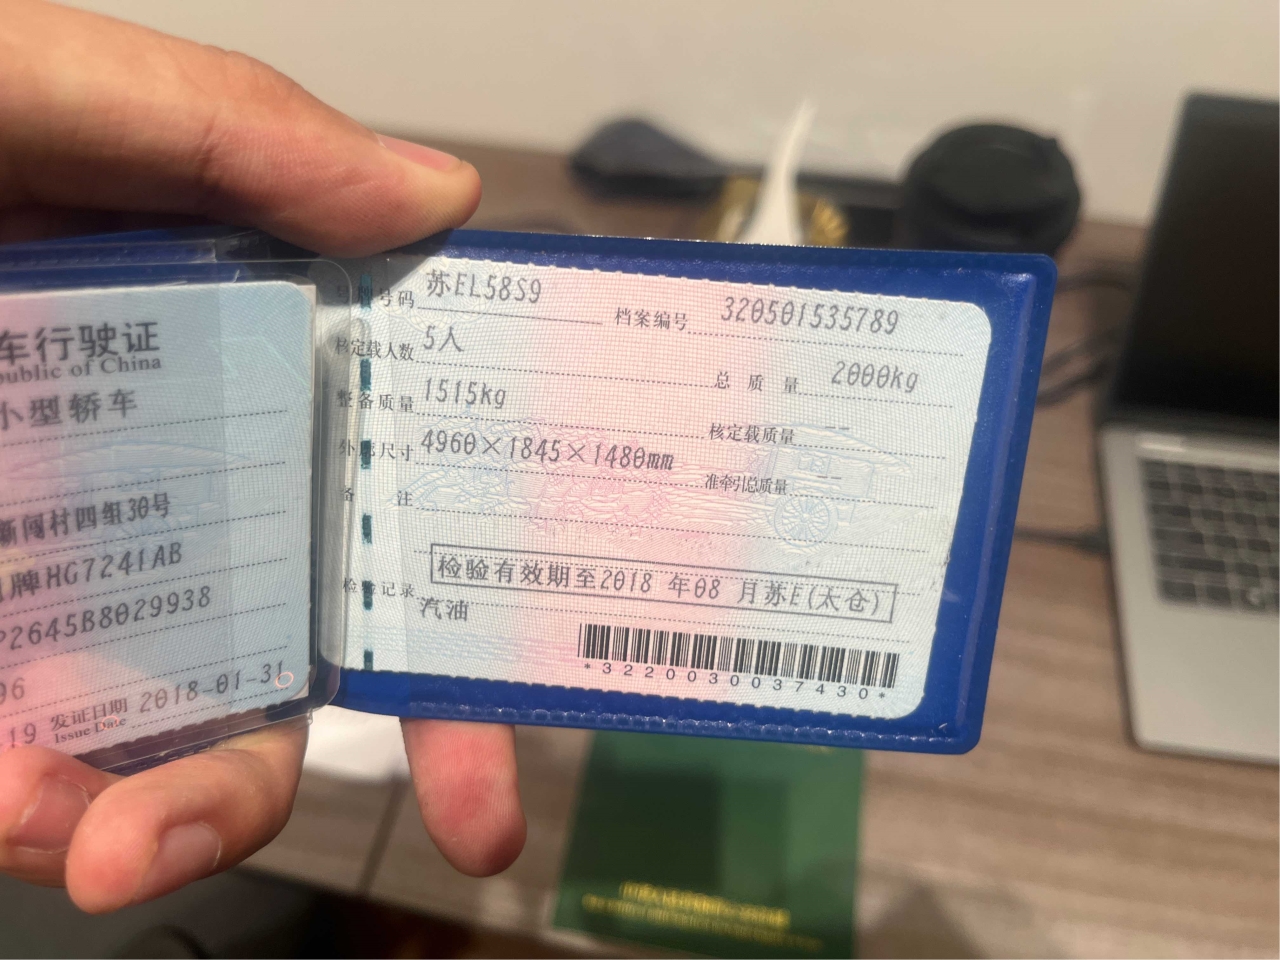 车行驶证
public of China
小型轿车
新闯村四组30号
牌HG7241AB
P2645B8029938
96
.19 发证日期 2018-01-31
Issue Date
号牌号码 苏EL58S9 档案编号 320501535789
核定载人数 5人 总质量 2000kg
整备质量 1515kg 核定载质量 --
外廓尺寸 4960×1845×1480mm 准牵引总质量 --
备注
检验有效期至2018 年08 月苏E(太仓)
检验记录
汽油
*3220030037430*